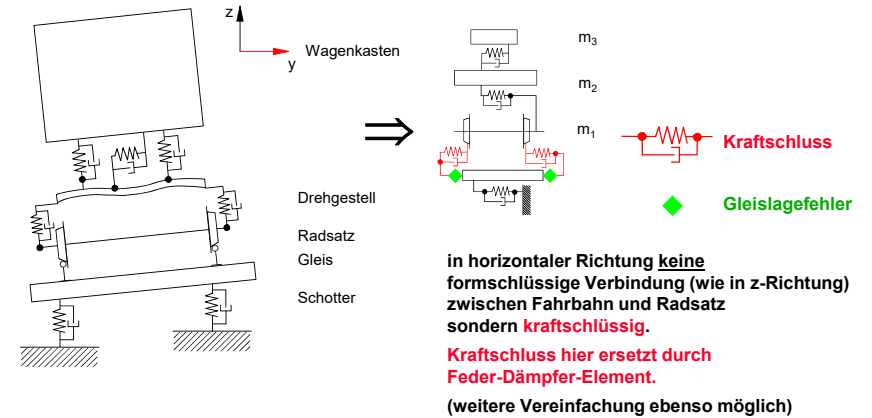 z
y
Wagenkasten
Drehgestell
Radsatz
Gleis
Schotter
m3
m2
m1
Kraftschluss
Gleislagefehler
in horizontaler Richtung keine
formschlüssige Verbindung (wie in z-Richtung)
zwischen Fahrbahn und Radsatz
sondern kraftschlüssig.
Kraftschluss hier ersetzt durch
Feder-Dämpfer-Element.
(weitere Vereinfachung ebenso möglich)